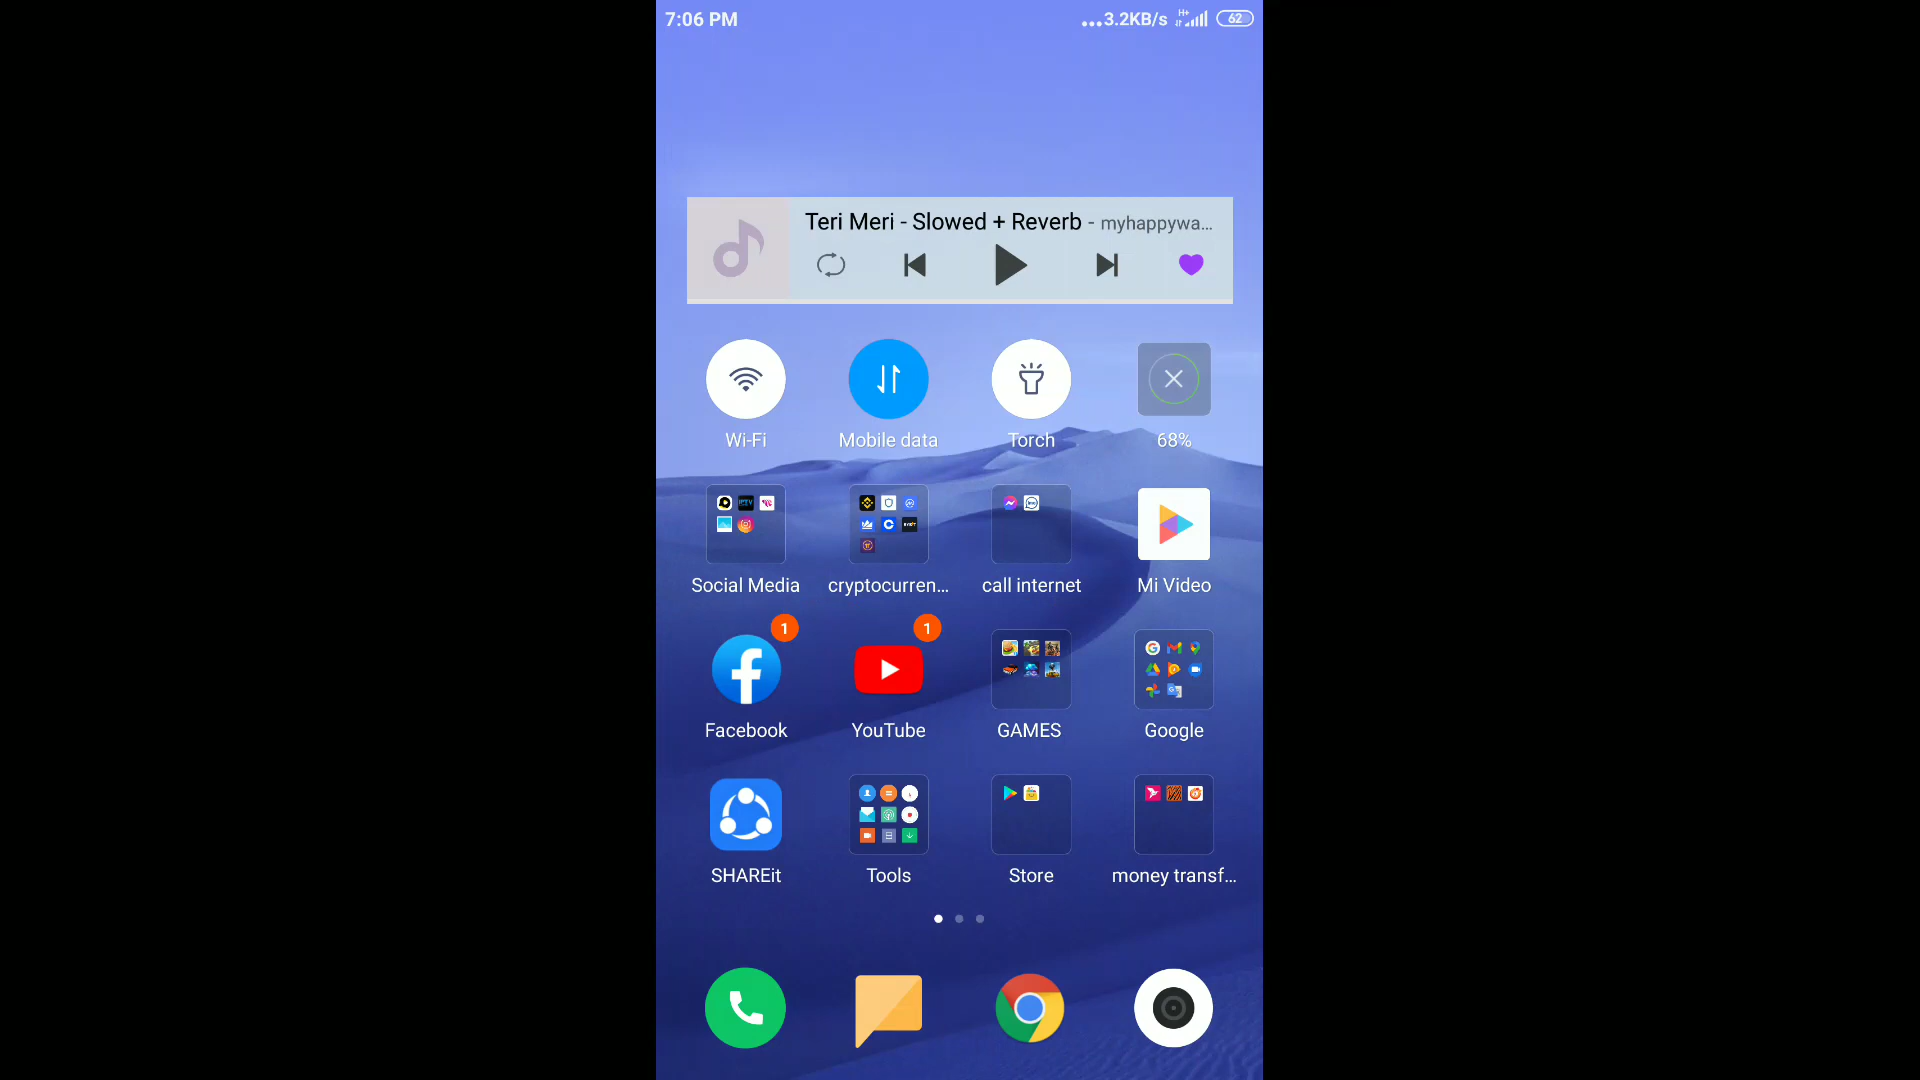 7:06 PM
...3.2KB/s H+ 62
Teri Meri - Slowed + Reverb - myhappywa...
Wi-Fi
Mobile data
Torch
68%
Social Media
cryptocurren...
call internet
Mi Video
1
1
Facebook
YouTube
GAMES
Google
SHAREit
Tools
Store
money transf...